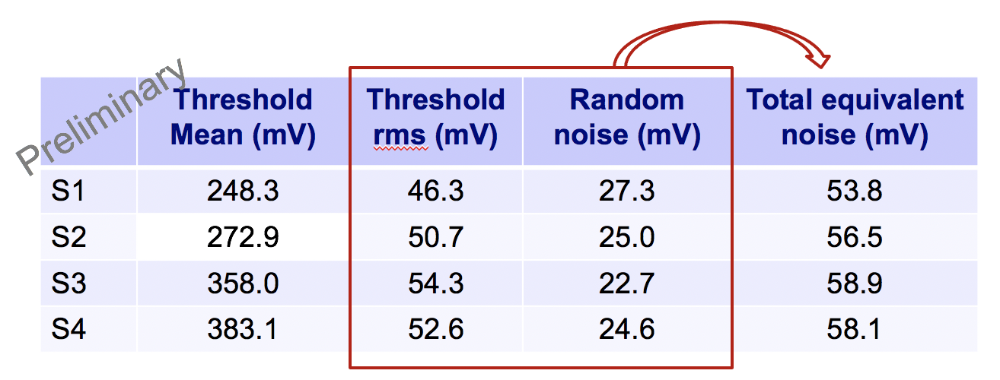 Preliminary
Threshold Mean (mV) Threshold rms (mV) Random noise (mV) Total equivalent noise (mV)
S1 248.3 46.3 27.3 53.8
S2 272.9 50.7 25.0 56.5
S3 358.0 54.3 22.7 58.9
S4 383.1 52.6 24.6 58.1